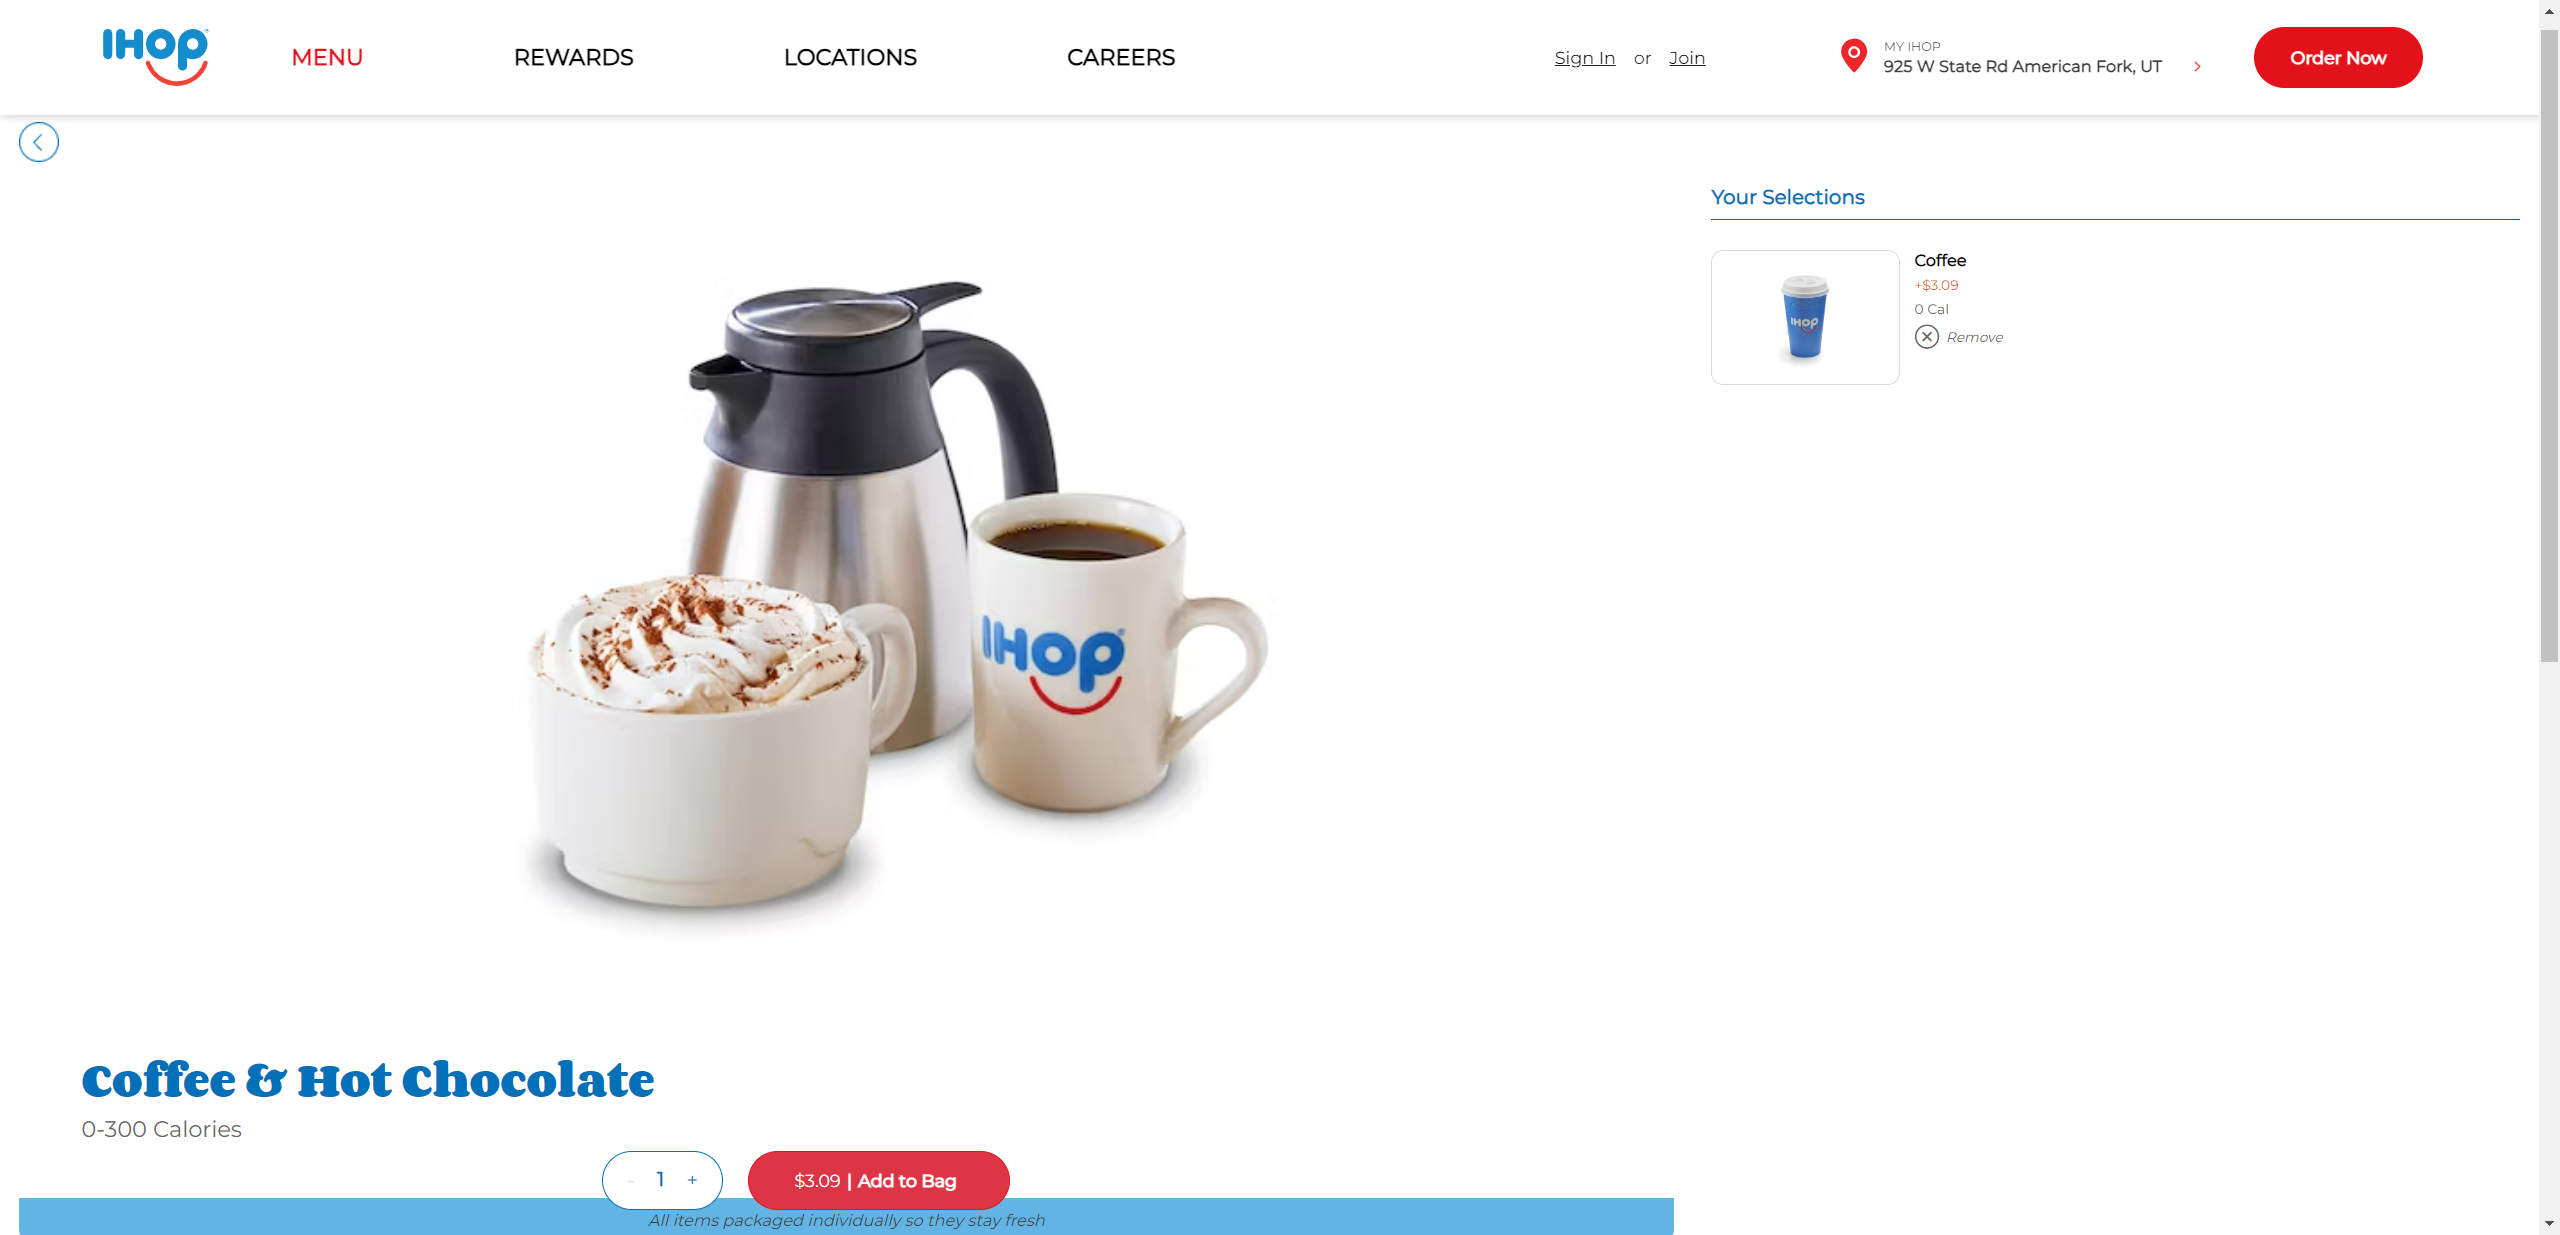 IHOP
MENU
REWARDS
LOCATIONS
CAREERS
Sign In or Join
MY IHOP
925 W State Rd American Fork, UT
Order Now
Your Selections
IHOP
Coffee
+$3.09
0 Cal
Remove
IHOP
Coffee & Hot Chocolate
0-300 Calories
- 1 +
$3.09 | Add to Bag
All items packaged individually so they stay fresh